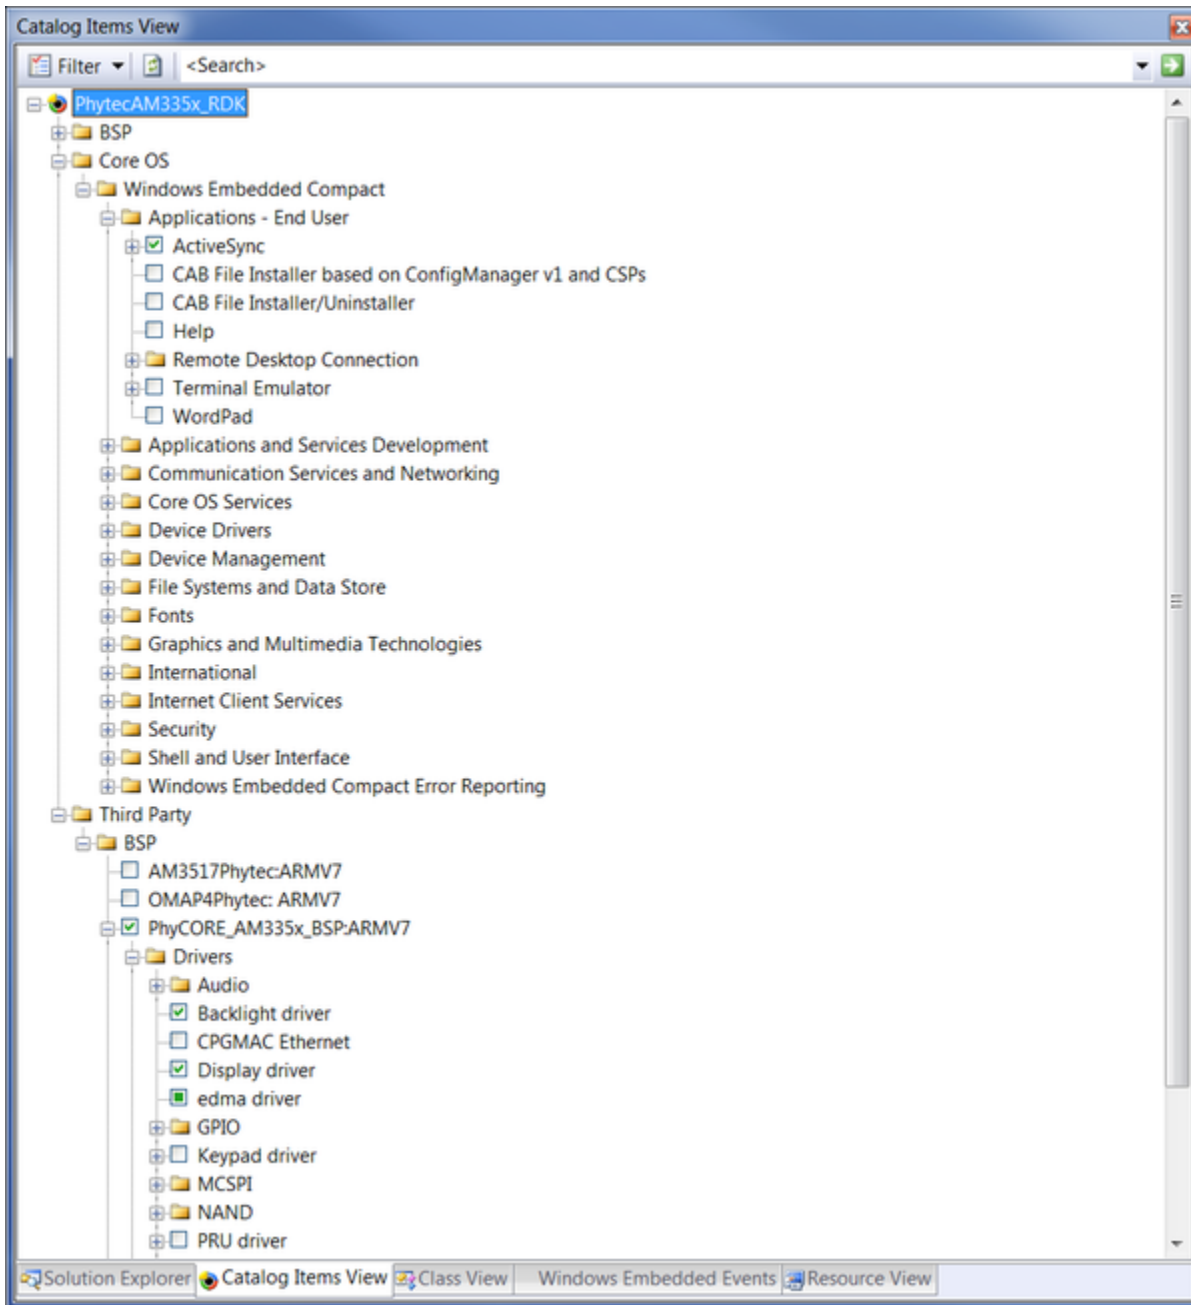 Catalog Items View
Filter <Search>
PhytecAM335x_RDK
BSP
Core OS
Windows Embedded Compact
Applications - End User
ActiveSync
CAB File Installer based on ConfigManager v1 and CSPs
CAB File Installer/Uninstaller
Help
Remote Desktop Connection
Terminal Emulator
WordPad
Applications and Services Development
Communication Services and Networking
Core OS Services
Device Drivers
Device Management
File Systems and Data Store
Fonts
Graphics and Multimedia Technologies
International
Internet Client Services
Security
Shell and User Interface
Windows Embedded Compact Error Reporting
Third Party
BSP
AM3517Phytec:ARMV7
OMAP4Phytec: ARMV7
PhyCORE_AM335x_BSP:ARMV7
Drivers
Audio
Backlight driver
CPGMAC Ethernet
Display driver
edma driver
GPIO
Keypad driver
MCSPI
NAND
PRU driver
Solution Explorer Catalog Items View Class View Windows Embedded Events Resource View